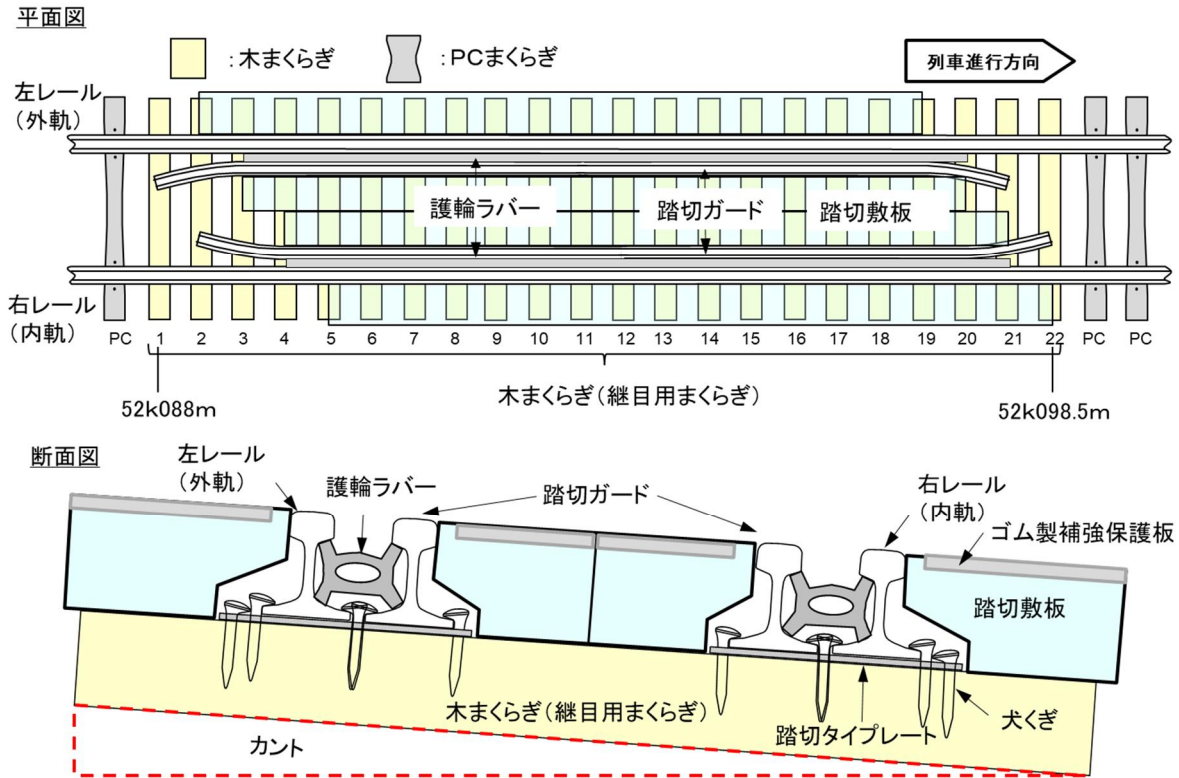 平面図
:木まくらぎ
:PCまくらぎ
列車進行方向
左レール
(外軌)
護輪ラバー
踏切ガード
踏切敷板
右レール
(内軌)
PC 1 2 3 4 5 6 7 8 9 10 11 12 13 14 15 16 17 18 19 20 21 22 PC PC
木まくらぎ(継目用まくらぎ)
52k088m
52k098.5m
断面図
左レール
(外軌)
護輪ラバー
踏切ガード
右レール
(内軌)
ゴム製補強保護板
踏切敷板
木まくらぎ(継目用まくらぎ)
踏切タイプレート
犬くぎ
カント